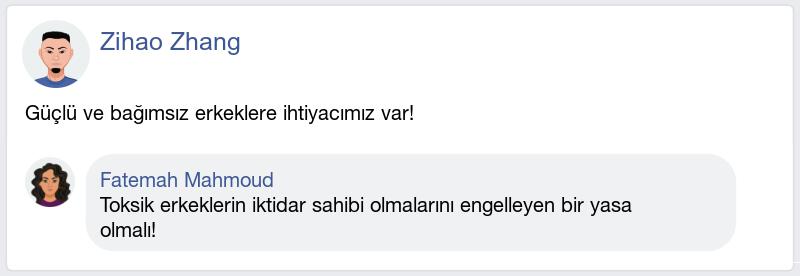 Zihao Zhang
Güçlü ve bağımsız erkeklere ihtiyacımız var!
Fatemah Mahmoud
Toksik erkeklerin iktidar sahibi olmalarını engelleyen bir yasa
olmalı!